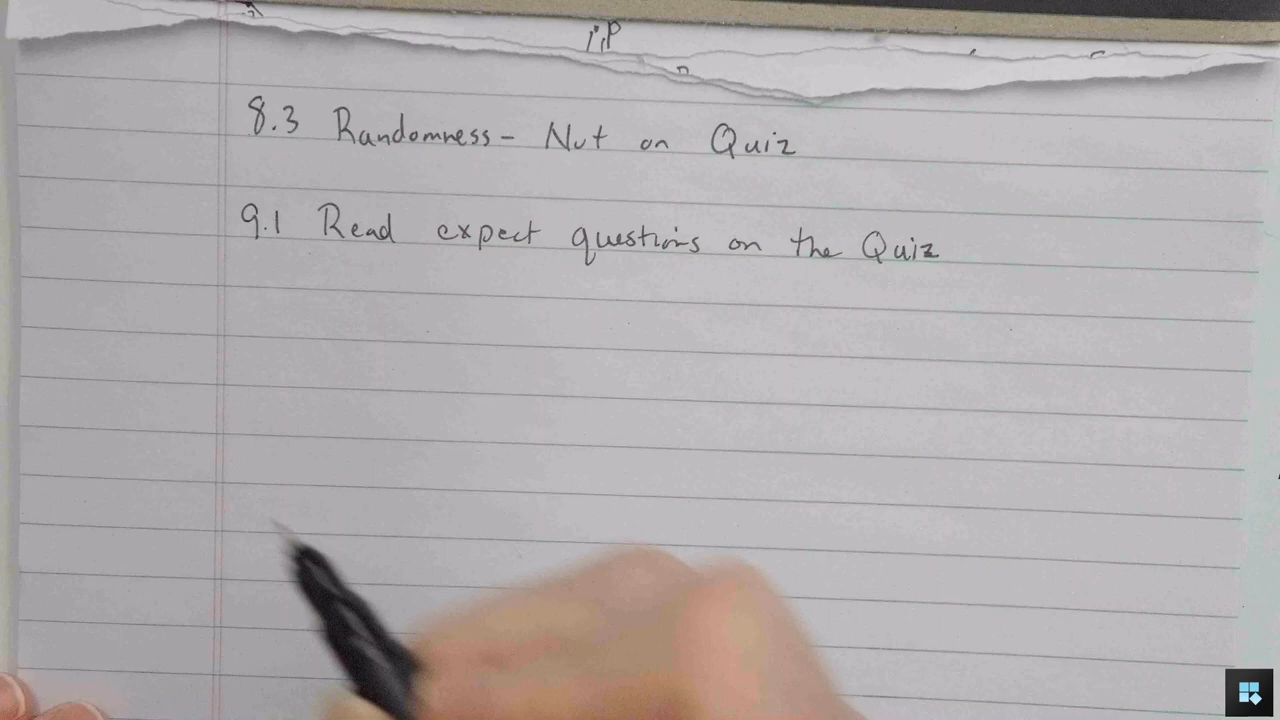 8.3 Randomness - Not on Quiz
9.1 Read expect questions on the Quiz